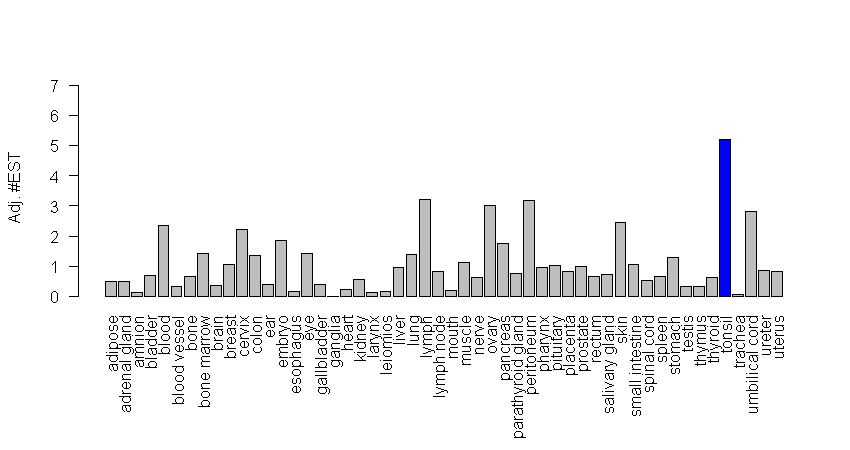 7
6
5
4
3
2
1
0
Adj. #EST
adipose
adrenal gland
amnion
bladder
blood
blood vessel
bone
bone marrow
brain
breast
cervix
colon
ear
embryo
esophagus
eye
gallbladder
ganglia
heart
kidney
larynx
leiomios
liver
lung
lymph
lymph node
mouth
muscle
nerve
ovary
pancreas
parathyroid gland
peritoneum
pharynx
pituitary
placenta
prostate
rectum
salivary gland
skin
small intestine
spinal cord
spleen
stomach
testis
thymus
thyroid
tonsil
trachea
umbilical cord
ureter
uterus